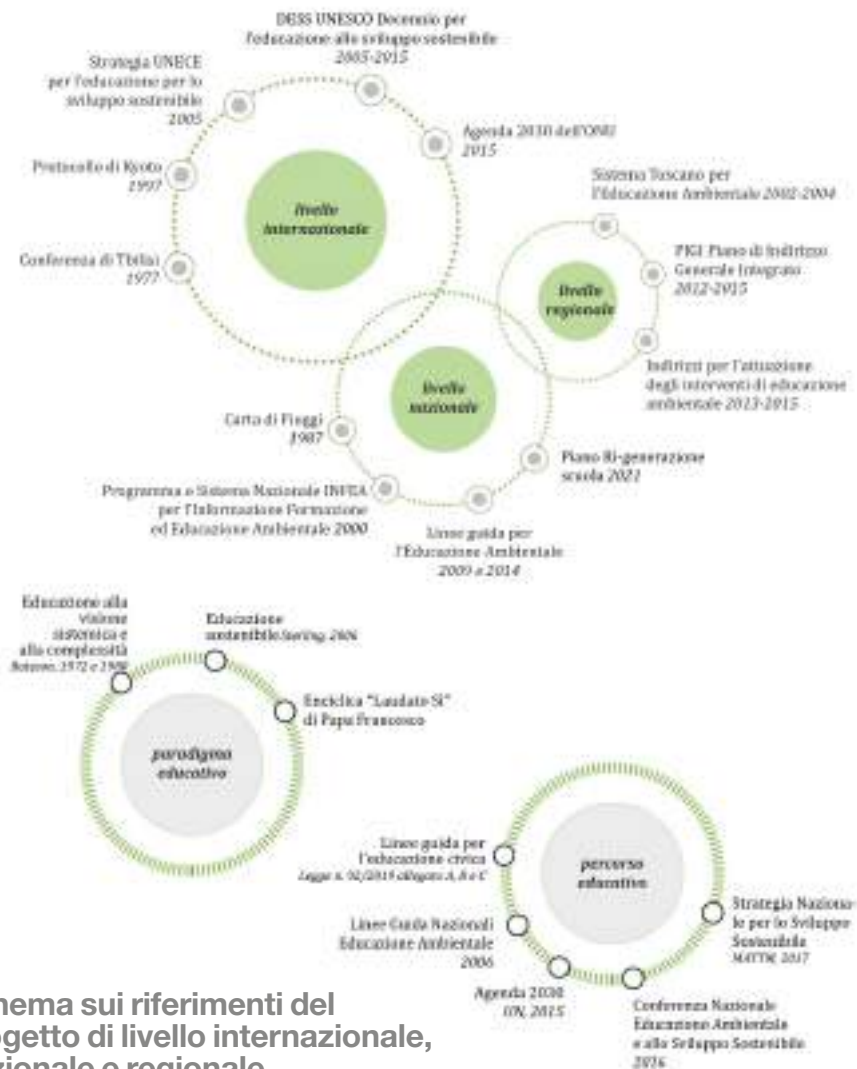 DESS UNESCO Decennio per
l'educazione allo sviluppo sostenibile
2005-2015
Strategia UNECE
per l'educazione per lo
sviluppo sostenibile
2005
Agenda 2030 dell'ONU
2015
Protocollo di Kyoto
1997
Conferenza di Tbilisi
1977
livello
internazionale
Sistema Toscano per
l'Educazione Ambientale 2002-2004
PIGI Piano di Indirizzo
Generale Integrato
2012-2015
livello
regionale
Indirizzi per l'attuazione
degli interventi di educazione
ambientale 2013-2015
livello
nazionale
Carta di Fiuggi
1987
Piano Ri-generazione
scuola 2021
Programma e Sistema Nazionale INFEA
per l'Informazione Formazione
ed Educazione Ambientale 2000
Linee guida per
l'Educazione Ambientale
2009 e 2014
Educazione alla
visione
sistemica e
alla complessità
1972 e
Educazione
sostenibile 2006
Enciclica "Laudato Si"
di Papa Francesco
paradigma
educativo
Linee guida per
l'educazione civica
Legge n. 92/2019 allegato A, B e C
percorso
educativo
Linee Guida Nazionali
Educazione Ambientale
2006
Agenda 2030
UN, 2015
Strategia Naziona-
le per lo Sviluppo
Sostenibile
MATTM, 2017
Conferenza Nazionale
Educazione Ambientale
e allo Sviluppo Sostenibile
2016
hema sui riferimenti del
ogetto di livello internazionale,
zionale e regionale